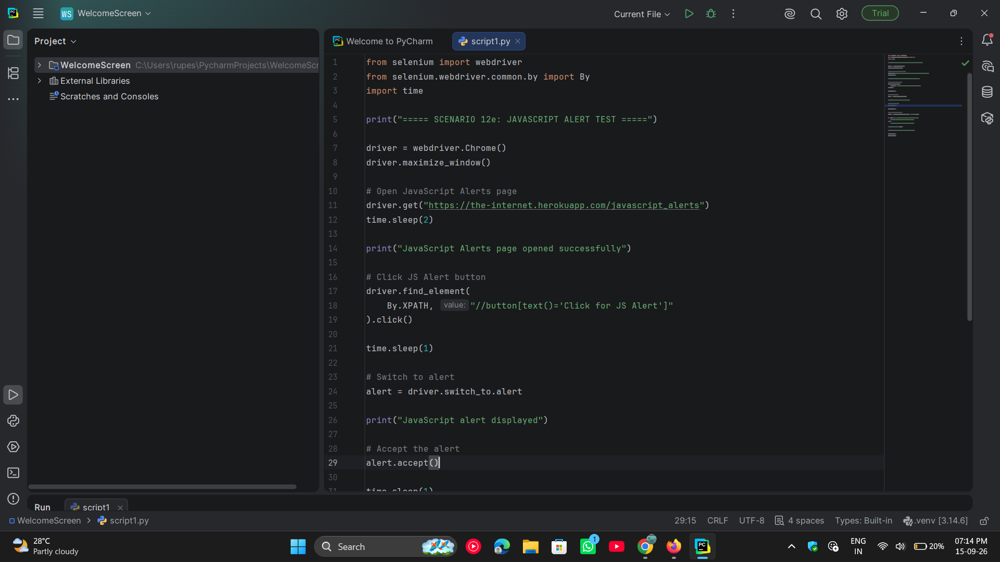 WS WelcomeScreen
Current File
Trial
Project
WelcomeScreen C:\Users\rupes\PycharmProjects\WelcomeScr
External Libraries
Scratches and Consoles
Welcome to PyCharm
script1.py
1 from selenium import webdriver
2 from selenium.webdriver.common.by import By
3 import time
4
5 print("===== SCENARIO 12e: JAVASCRIPT ALERT TEST =====")
6
7 driver = webdriver.Chrome()
8 driver.maximize_window()
9
10 # Open JavaScript Alerts page
11 driver.get("https://the-internet.herokuapp.com/javascript_alerts")
12 time.sleep(2)
13
14 print("JavaScript Alerts page opened successfully")
15
16 # Click JS Alert button
17 driver.find_element(
18 By.XPATH, value: "//button[text()='Click for JS Alert']"
19 ).click()
20
21 time.sleep(1)
22
23 # Switch to alert
24 alert = driver.switch_to.alert
25
26 print("JavaScript alert displayed")
27
28 # Accept the alert
29 alert.accept()
30
31 time.sleep(1)
Run
script1
WelcomeScreen > script1.py
29:15 CRLF UTF-8 4 spaces Types: Built-in .venv [3.14.6]
28°C
Partly cloudy
Search
1
ENG
IN
20%
07:14 PM
15-09-26